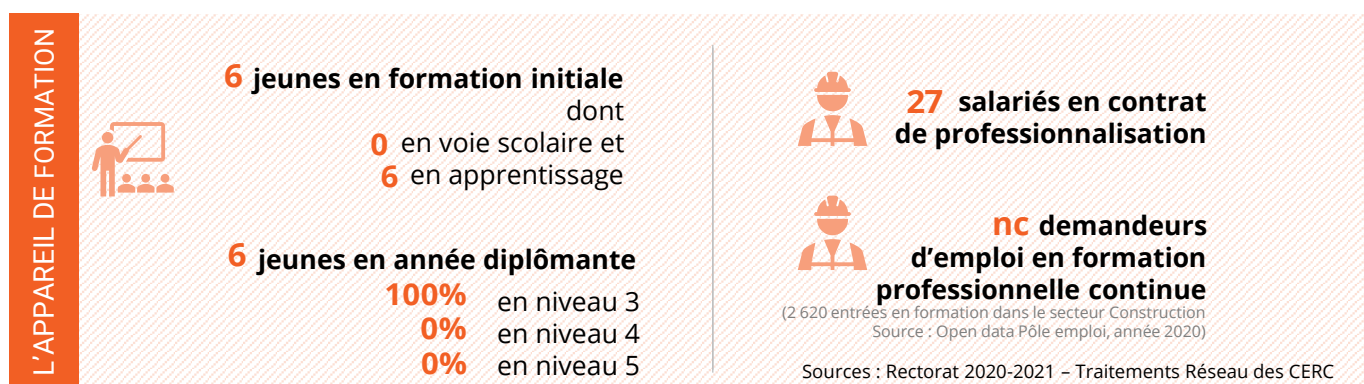 L'APPAREIL DE FORMATION
6 jeunes en formation initiale
dont
0 en voie scolaire et
6 en apprentissage
6 jeunes en année diplômante
100% en niveau 3
0% en niveau 4
0% en niveau 5
27 salariés en contrat
de professionnalisation
nc demandeurs
d’emploi en formation
professionnelle continue
(2 620 entrées en formation dans le secteur Construction
Source : Open data Pôle emploi, année 2020)
Sources : Rectorat 2020-2021 – Traitements Réseau des CERC